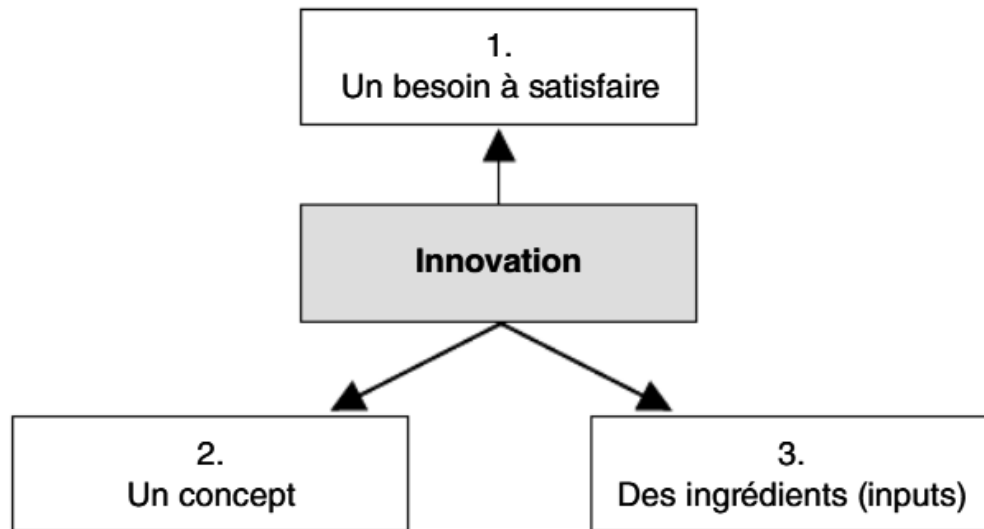 1.
Un besoin à satisfaire
Innovation
2.
Un concept
3.
Des ingrédients (inputs)